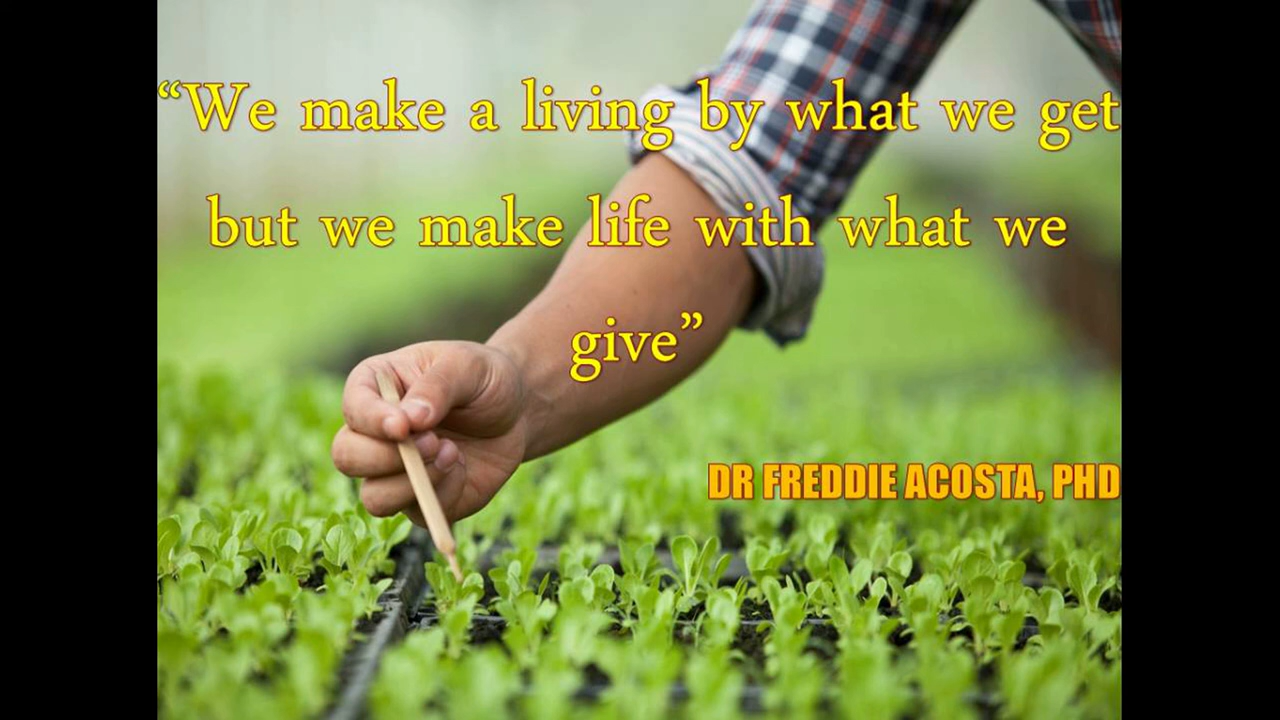 “We make a living by what we get
but we make life with what we
give”
DR FREDDIE ACOSTA, PHD